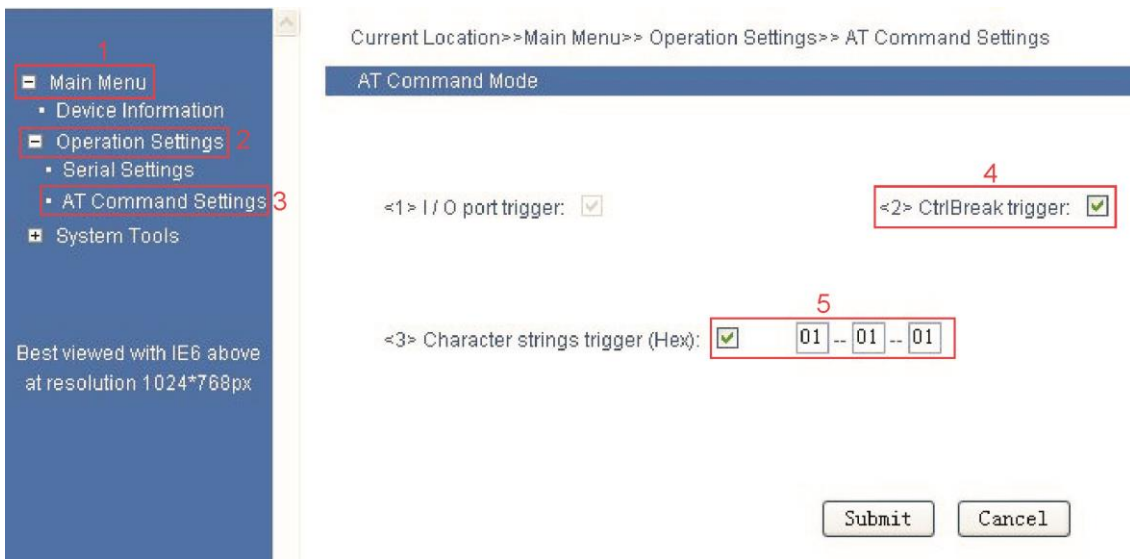 1
Main Menu
Device Information
Operation Settings 2
Serial Settings
AT Command Settings 3
System Tools
Best viewed with IE6 above
at resolution 1024*768px
Current Location>>Main Menu>> Operation Settings>> AT Command Settings
AT Command Mode
4
<1> I / O port trigger:
<2> CtrlBreak trigger:
5
<3> Character strings trigger (Hex): 01 -- 01 -- 01
Submit Cancel